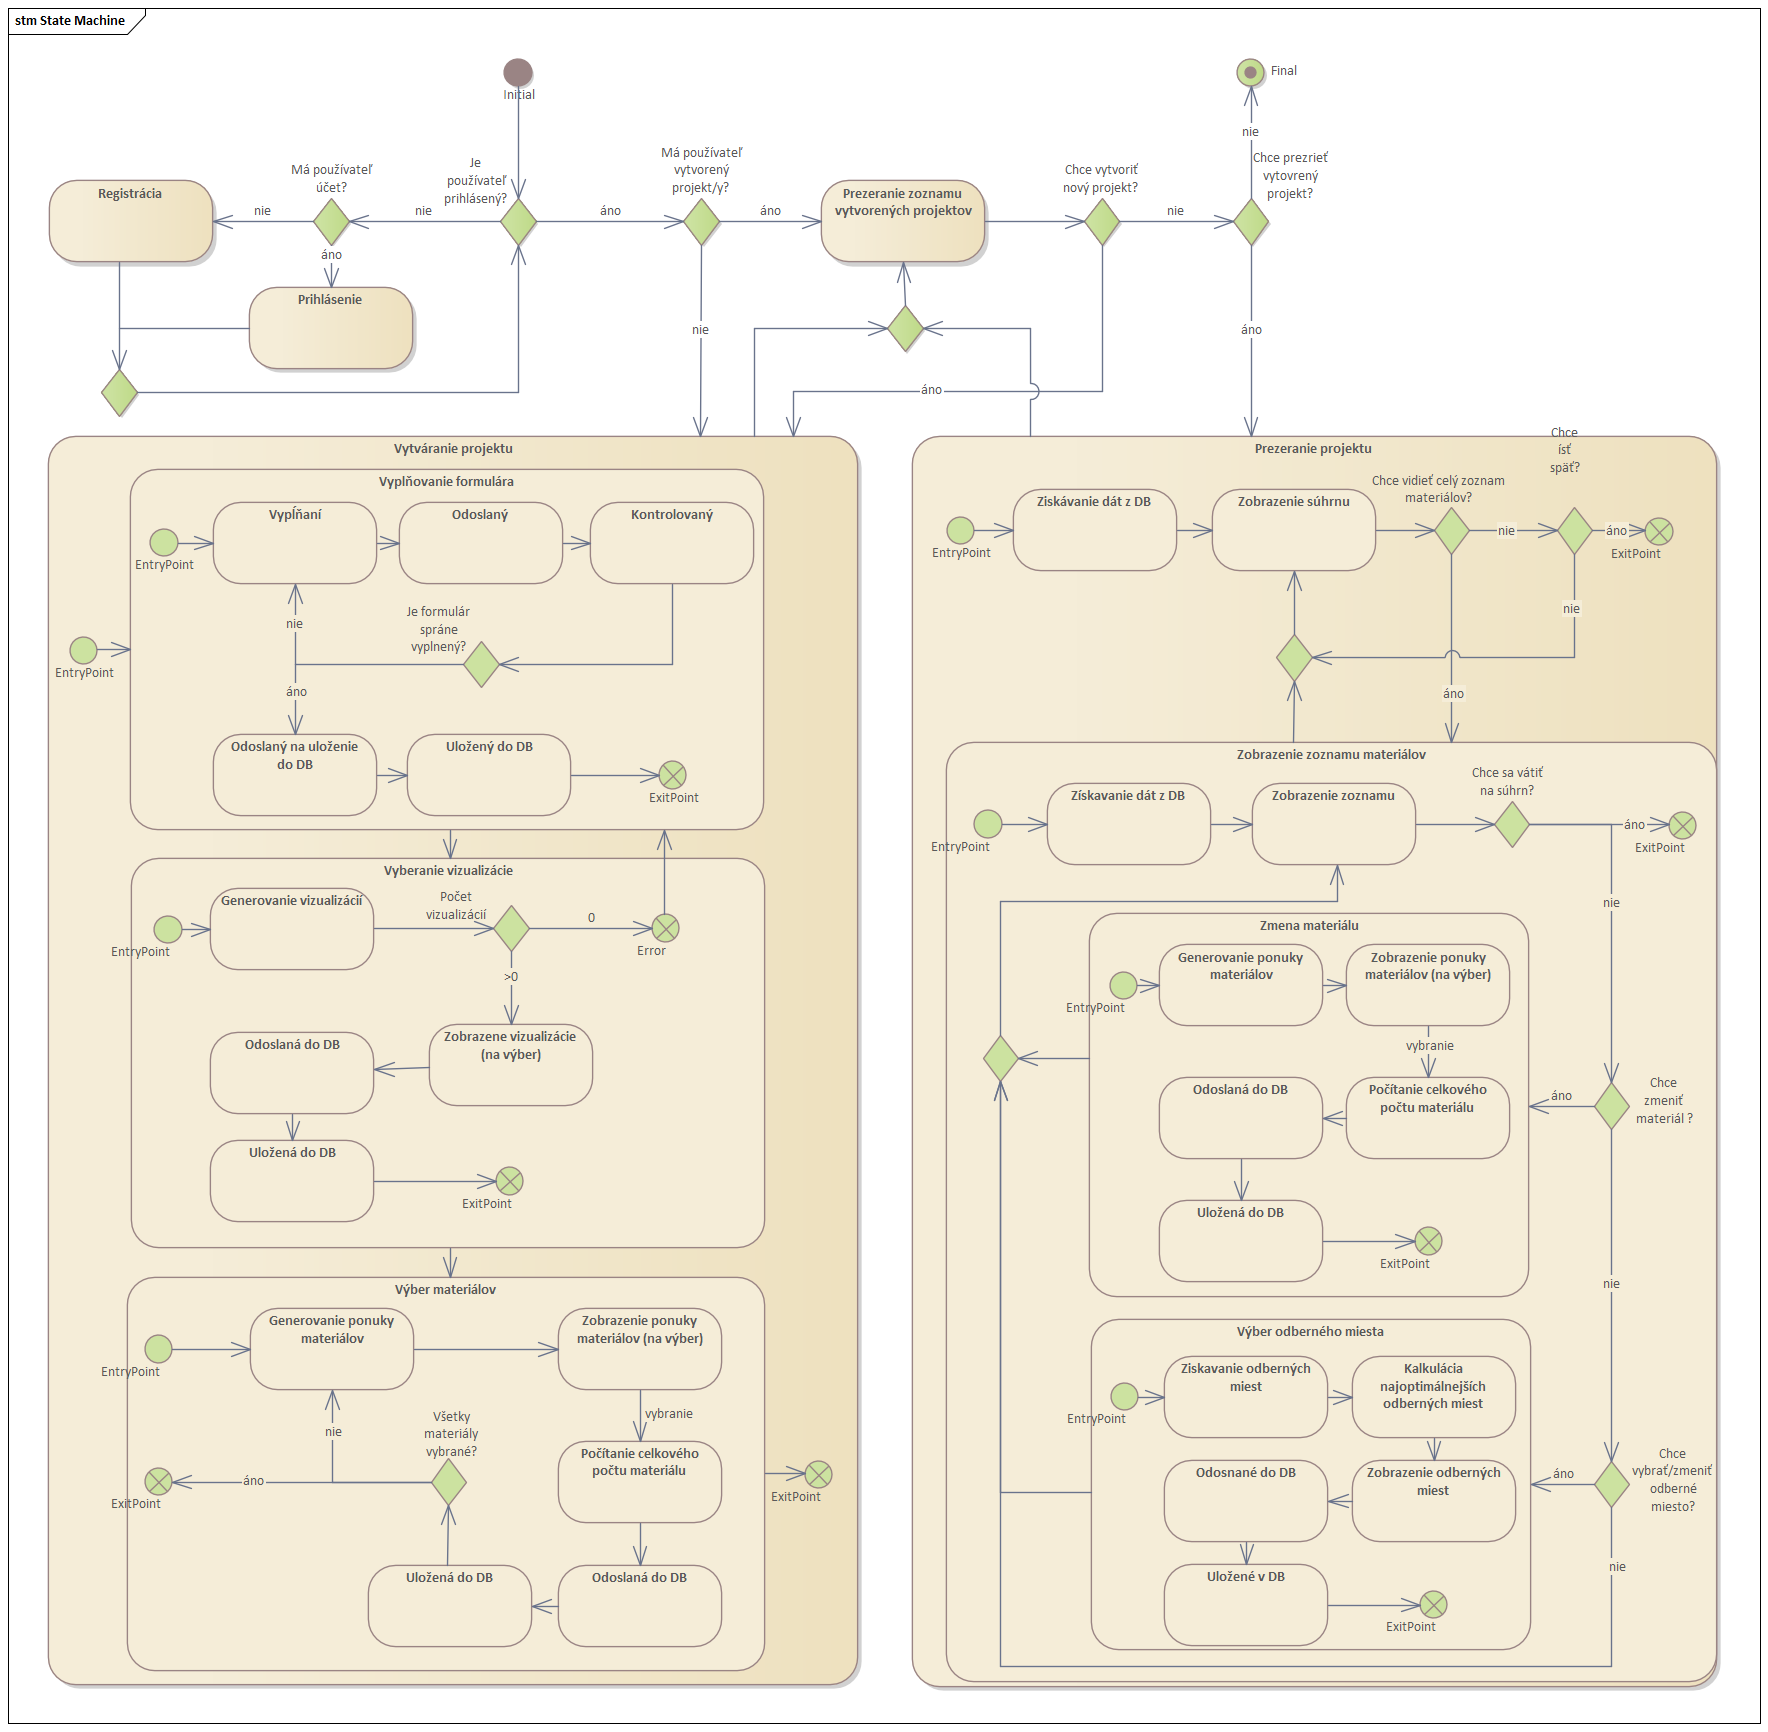 stm State Machine
Initial
Final
nie
Má používateľ
účet?
Je
používateľ
prihlásený?
Má používateľ
vytvorený
projekt/y?
Chce vytvoriť
nový projekt?
Chce prezrieť
vytovrený
projekt?
Registrácia
nie
nie
áno
áno
Prezeranie zoznamu
vytvorených projektov
nie
áno
Prihlásenie
nie
áno
áno
Vytváranie projektu
Vyplňovanie formulára
EntryPoint
Vypĺňaní
Odoslaný
Kontrolovaný
nie
Je formulár
spráne
vyplnený?
EntryPoint
áno
Odoslaný na uloženie
do DB
Uložený do DB
ExitPoint
Vyberanie vizualizácie
EntryPoint
Generovanie vizualizácií
Počet
vizualizácií
0
Error
>0
Odoslaná do DB
Zobrazene vizualizácie
(na výber)
Uložená do DB
ExitPoint
Výber materiálov
EntryPoint
Generovanie ponuky
materiálov
Zobrazenie ponuky
materiálov (na výber)
vybranie
nie
Všetky
materiály
vybrané?
áno
ExitPoint
Počítanie celkového
počtu materiálu
ExitPoint
Uložená do DB
Odoslaná do DB
Prezeranie projektu
Chce
ísť
späť?
Chce vidieť celý zoznam
materiálov?
EntryPoint
Ziskávanie dát z DB
Zobrazenie súhrnu
nie
áno
ExitPoint
nie
áno
Zobrazenie zoznamu materiálov
EntryPoint
Získavanie dát z DB
Zobrazenie zoznamu
Chce sa vátiť
na súhrn?
áno
ExitPoint
nie
Zmena materiálu
EntryPoint
Generovanie ponuky
materiálov
Zobrazenie ponuky
materiálov (na výber)
vybranie
Odoslaná do DB
Počítanie celkového
počtu materiálu
áno
Chce
zmeniť
materiál ?
Uložená do DB
ExitPoint
nie
Výber odberného miesta
EntryPoint
Ziskavanie odberných
miest
Kalkulácia
najoptimálnejších
odberných miest
Odosnané do DB
Zobrazenie odberných
miest
áno
Chce
vybrať/zmeniť
odberné
miesto?
Uložené v DB
ExitPoint
nie